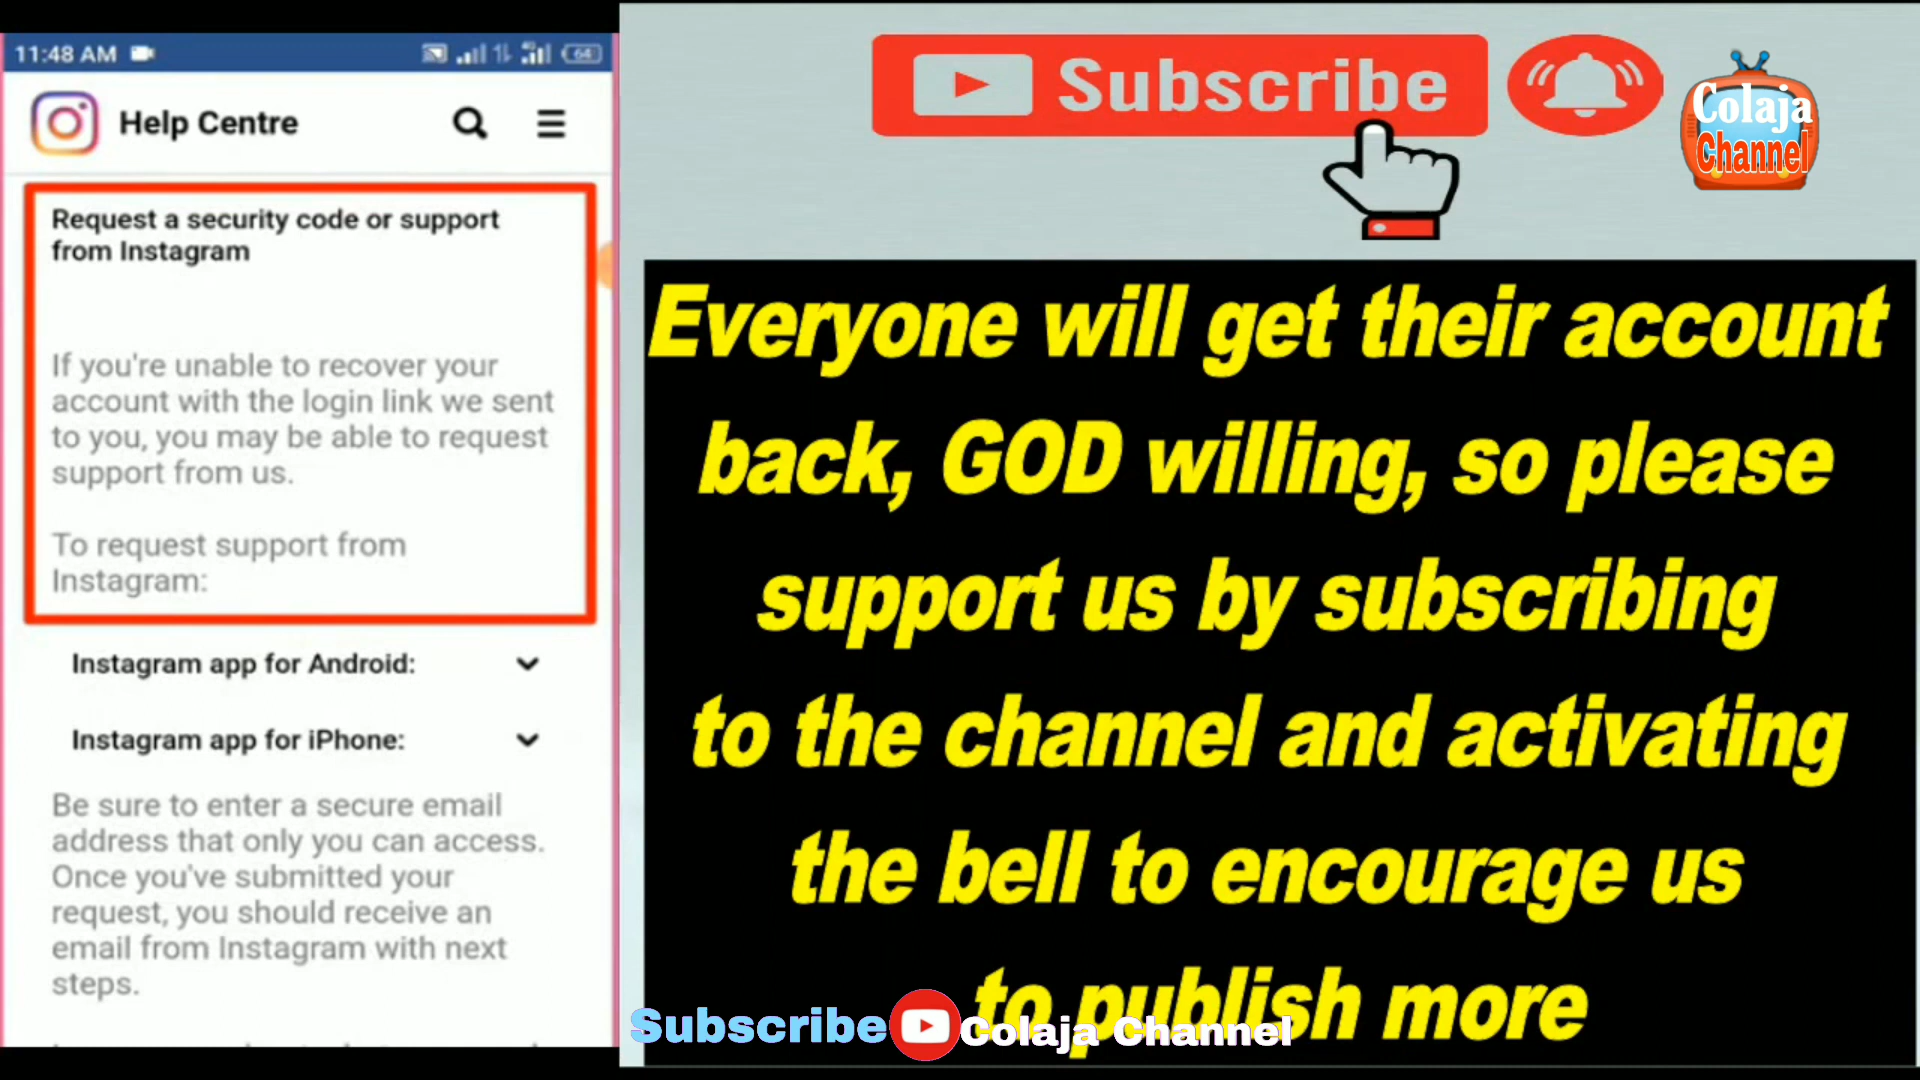 11:48 AM
64
Help Centre
Request a security code or support
from Instagram
If you're unable to recover your
account with the login link we sent
to you, you may be able to request
support from us.
To request support from
Instagram:
Instagram app for Android:
Instagram app for iPhone:
Be sure to enter a secure email
address that only you can access.
Once you've submitted your
request, you should receive an
email from Instagram with next
steps.
Subscribe
Colaja
Channel
Everyone will get their account
back, GOD willing, so please
support us by subscribing
to the channel and activating
the bell to encourage us
to publish more
Subscribe Colaja Channel